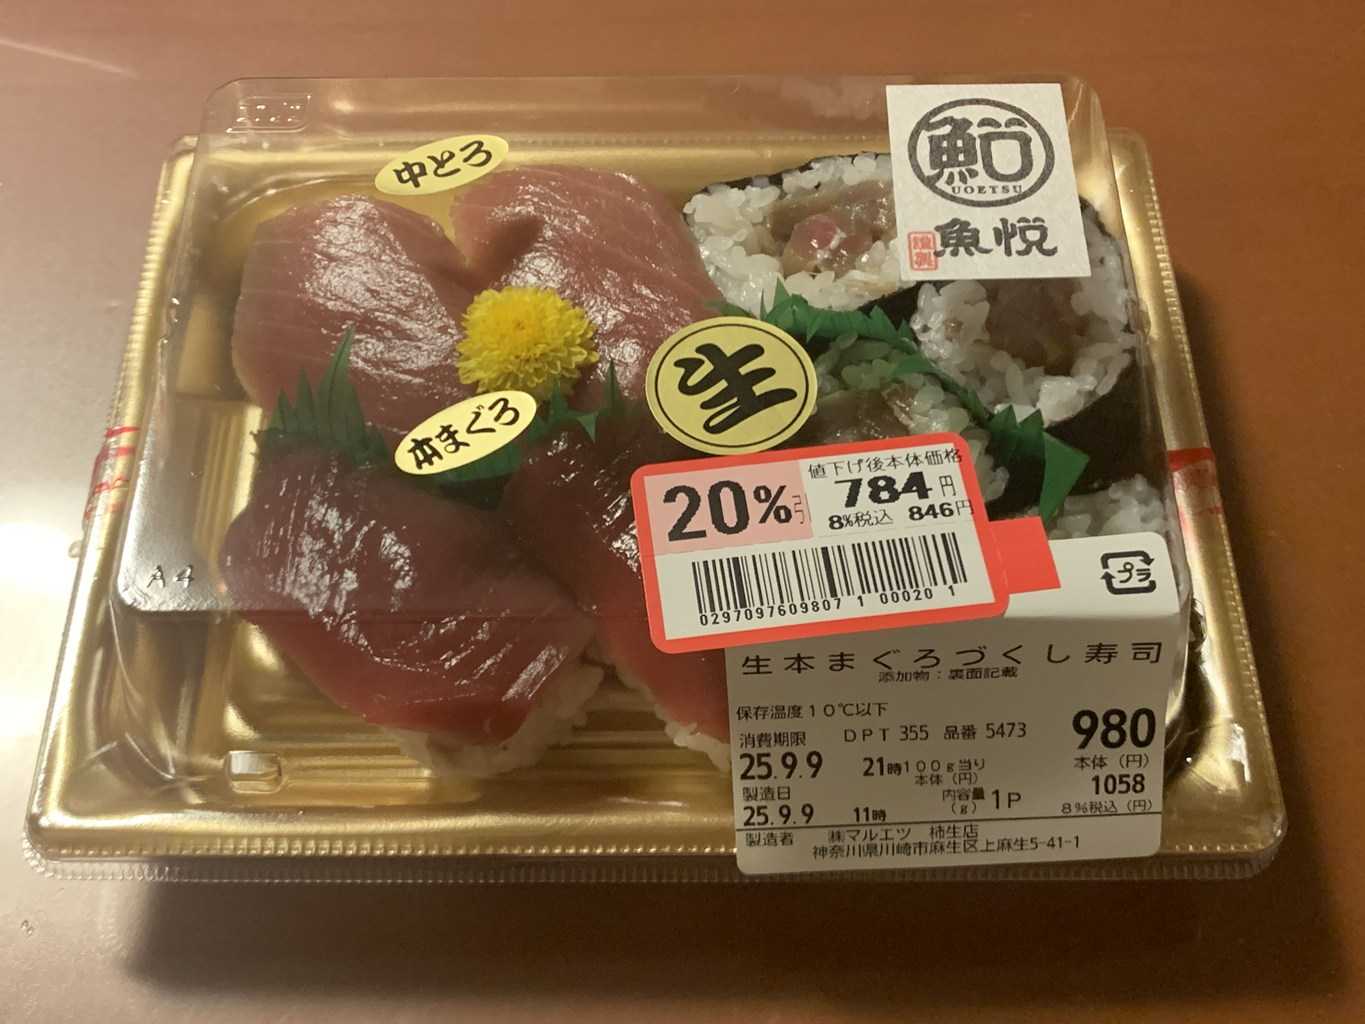 鮨
UOETSU
謹製
魚悦
中とろ
本まぐろ
生
20%引
値下げ後本体価格
784円
8%税込 846円
0297097609807 1 00020 1
プラ
生本まぐろづくし寿司
添加物:裏面記載
保存温度10℃以下
消費期限 DPT 355 品番 5473
980
25.9.9 21時 100g当り 本体(円)
本体(円)
製造日 内容量(g) 1P
1058
25.9.9 11時
8%税込(円)
製造者 ㈱マルエツ 柿生店
神奈川県川崎市麻生区上麻生5-41-1
A4